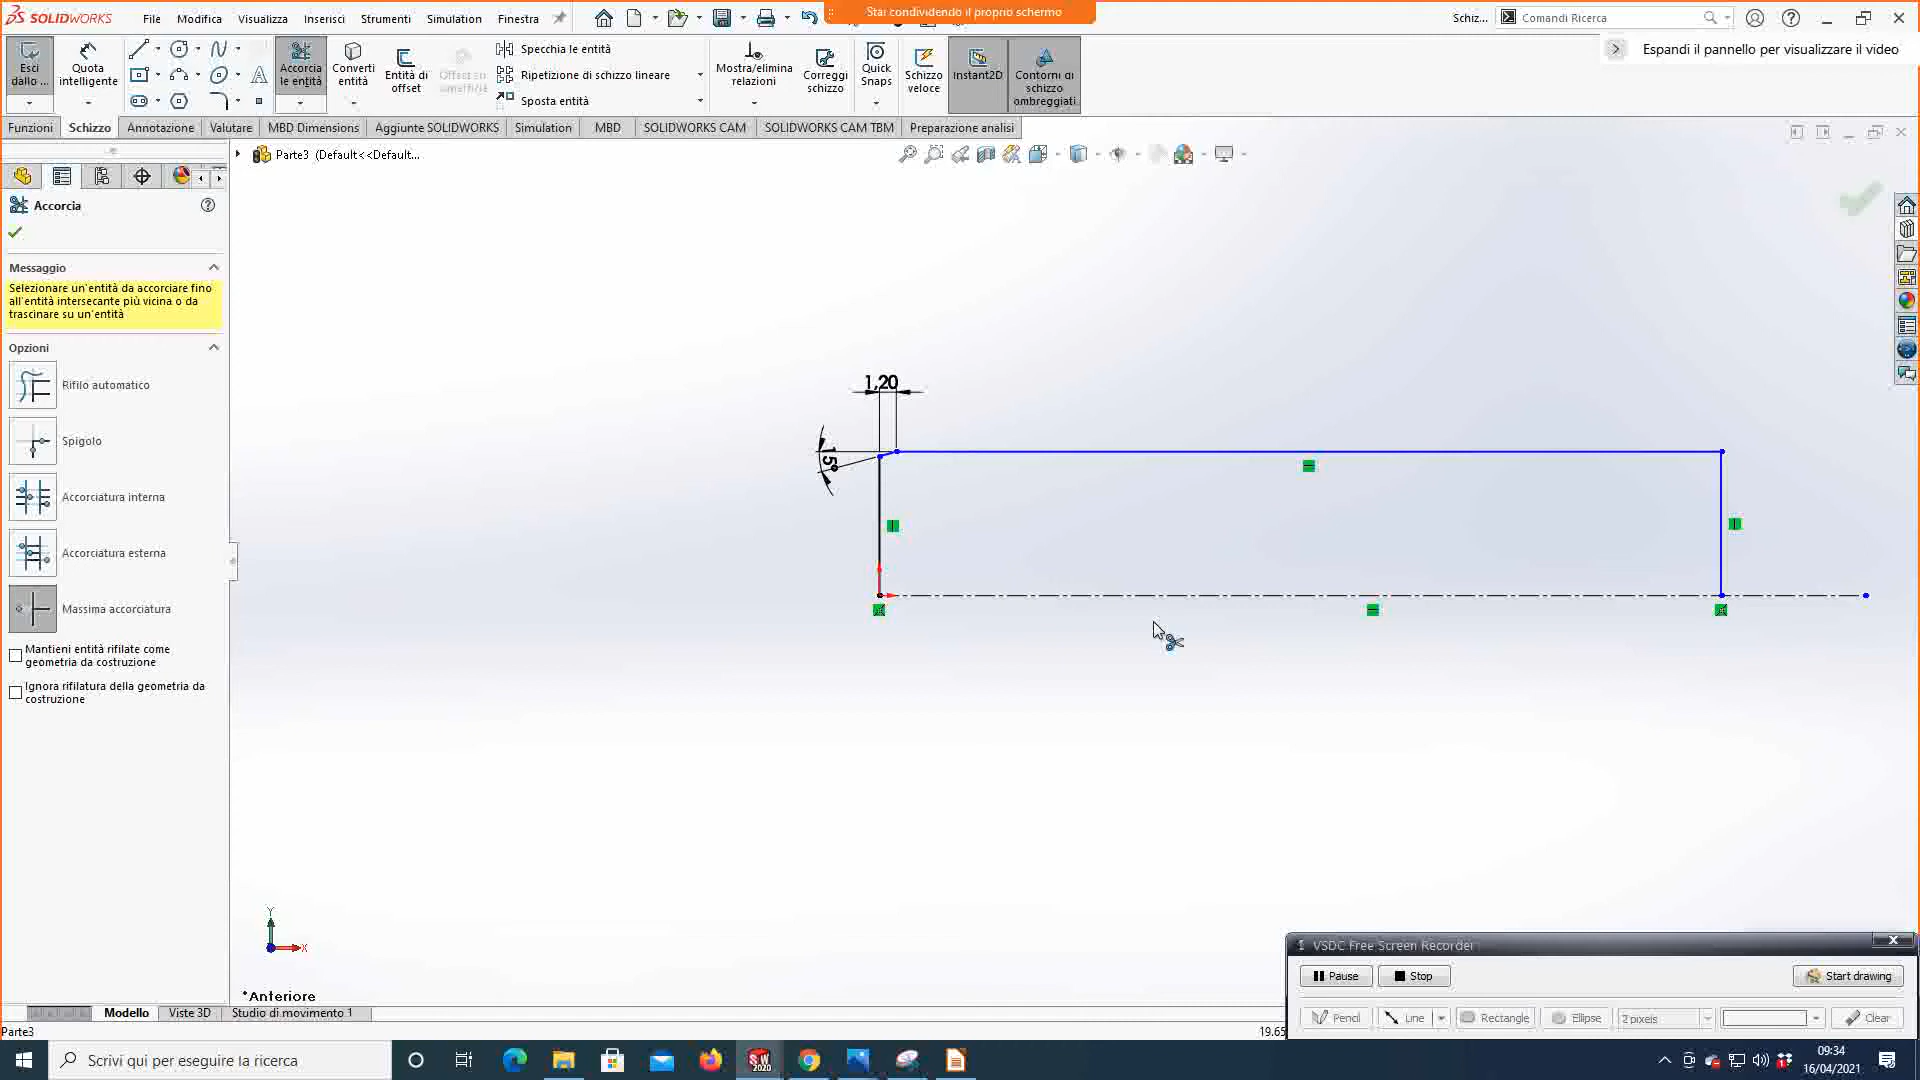 SOLIDWORKS
File Modifica Visualizza Inserisci Strumenti Simulation Finestra
Stai condividendo il proprio schermo
Schiz... Comandi Ricerca
Espandi il pannello per visualizzare il video
Esci dallo ...
Quota intelligente
Accorcia le entità
Converti entità
Entità di offset
Offset su superficie
Specchia le entità
Ripetizione di schizzo lineare
Sposta entità
Mostra/elimina relazioni
Correggi schizzo
Quick Snaps
Schizzo veloce
Instant2D
Contorni di schizzo ombreggiati
Funzioni Schizzo Annotazione Valutare MBD Dimensions Aggiunte SOLIDWORKS Simulation MBD SOLIDWORKS CAM SOLIDWORKS CAM TBM Preparazione analisi
Parte3 (Default<<Default...
Accorcia
Messaggio
Selezionare un'entità da accorciare fino
all'entità intersecante più vicina o da
trascinare su un'entità
Opzioni
Rifilo automatico
Spigolo
Accorciatura interna
Accorciatura esterna
Massima accorciatura
Mantieni entità rifilate come
geometria da costruzione
Ignora rifilatura della geometria da
costruzione
1,20
15°
Y
X
*Anteriore
Modello Viste 3D Studio di movimento 1
Parte3
19.65
VSDC Free Screen Recorder
Pause Stop Start drawing
Pencil Line Rectangle Ellipse 2 pixels Clear
Scrivi qui per eseguire la ricerca
SW
2020
09:34
16/04/2021